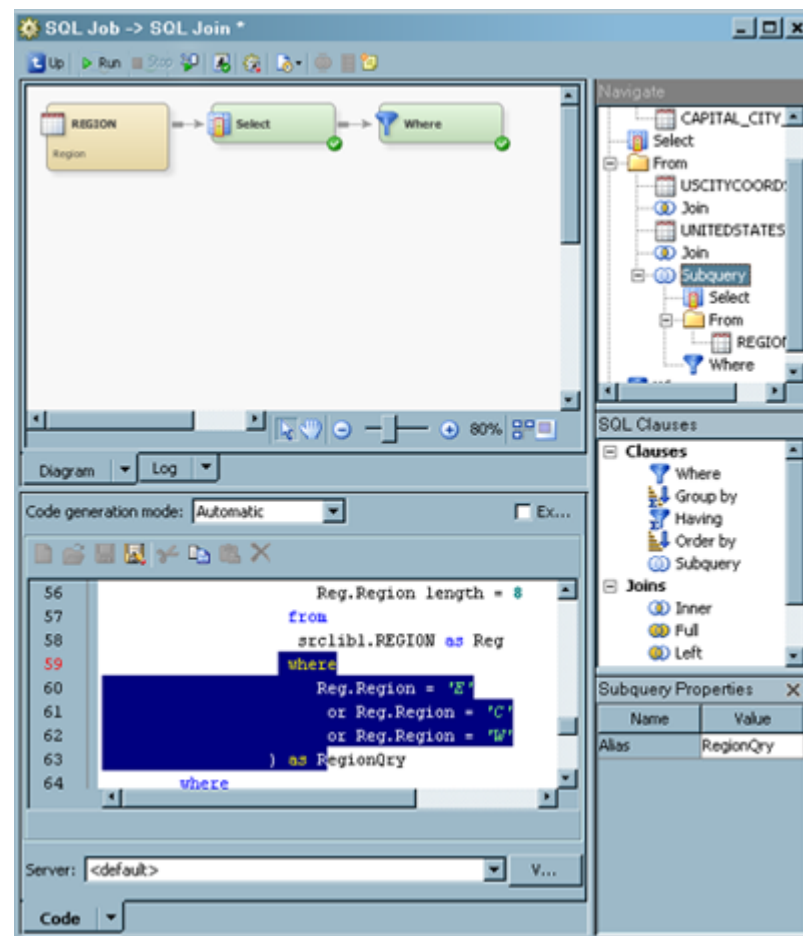 SQL Job -> SQL Join *
Up Run Stop
REGION
Region
Select
Where
80%
Diagram Log
Navigate
CAPITAL_CITY_
Select
From
USCITYCOORD
Join
UNITEDSTATES
Join
Subquery
Select
From
REGION
Where
SQL Clauses
Clauses
Where
Group by
Having
Order by
Subquery
Joins
Inner
Full
Left
Code generation mode: Automatic Ex...
56 Reg.Region length = 8
57 from
58 srclibl.REGION as Reg
59 where
60 Reg.Region = 'E'
61 or Reg.Region = 'C'
62 or Reg.Region = 'W'
63 ) as RegionQry
64 where
Server: <default> V...
Code
Subquery Properties
Name Value
Alias RegionQry